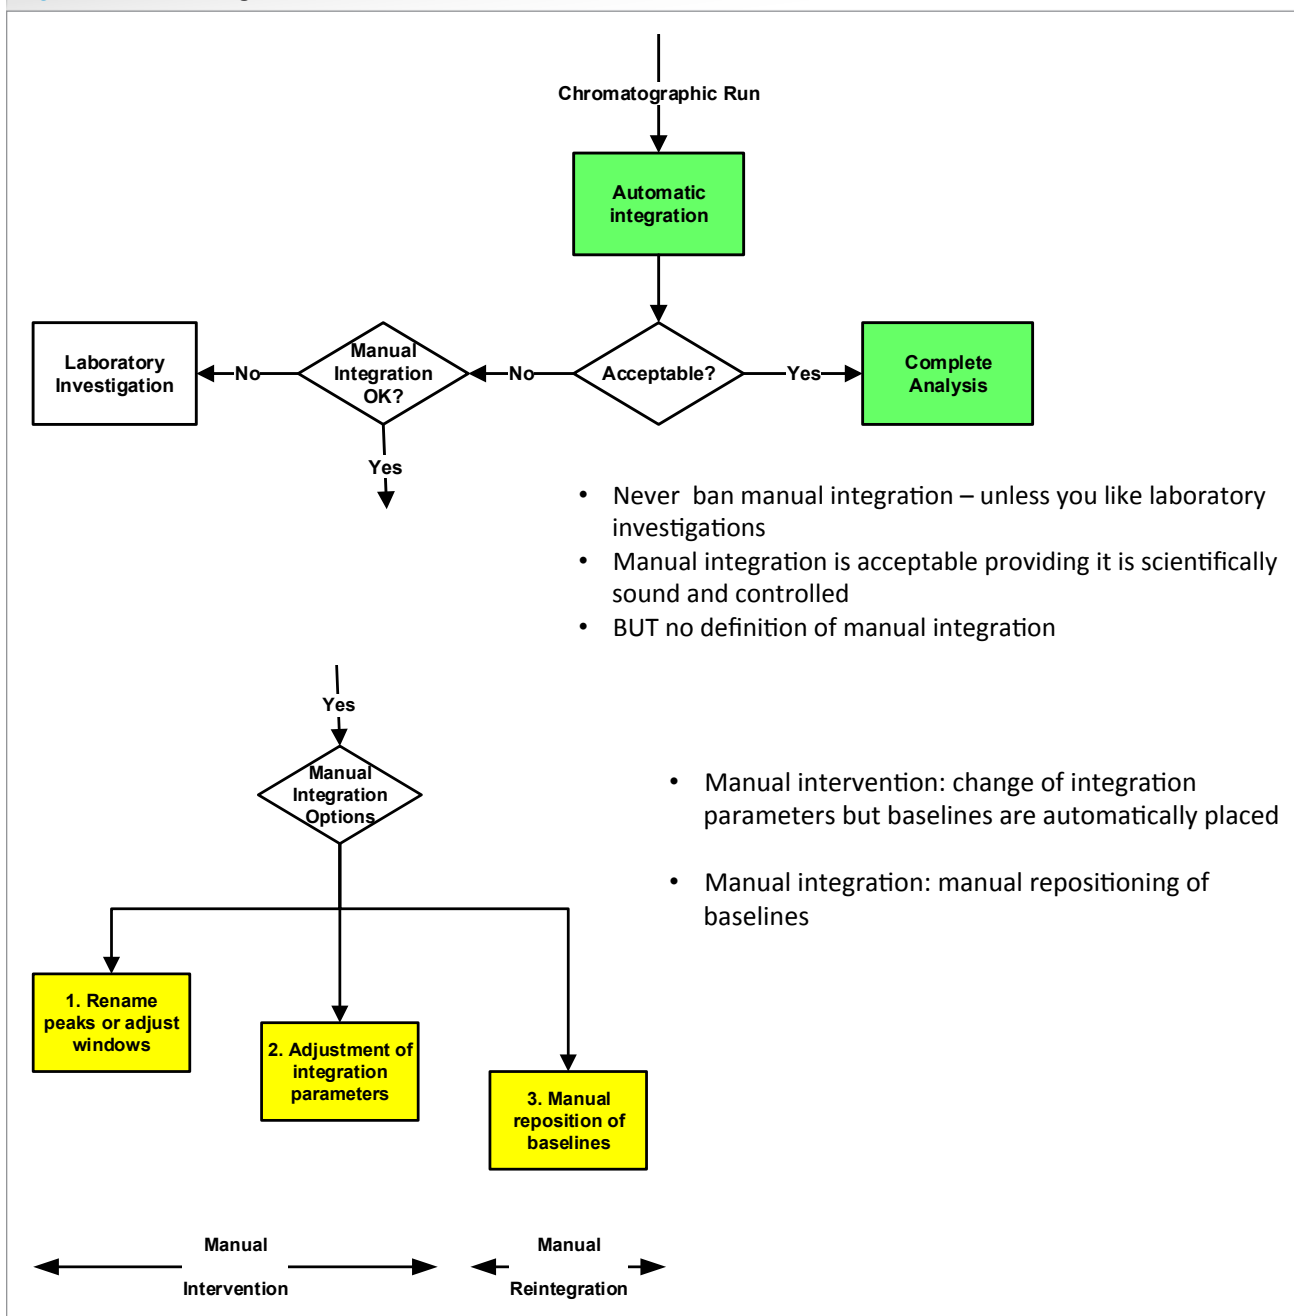 Chromatographic Run
Automatic
integration
Laboratory
Investigation
No
Manual
Integration
OK?
No
Acceptable?
Yes
Complete
Analysis
Yes
• Never  ban manual integration – unless you like laboratory
investigations
• Manual integration is acceptable providing it is scientifically
sound and controlled
• BUT no definition of manual integration
Yes
Manual
Integration
Options
• Manual intervention: change of integration
parameters but baselines are automatically placed
• Manual integration: manual repositioning of
baselines
1. Rename
peaks or adjust
windows
2. Adjustment of
integration
parameters
3. Manual
reposition of
baselines
Manual
Intervention
Manual
Reintegration